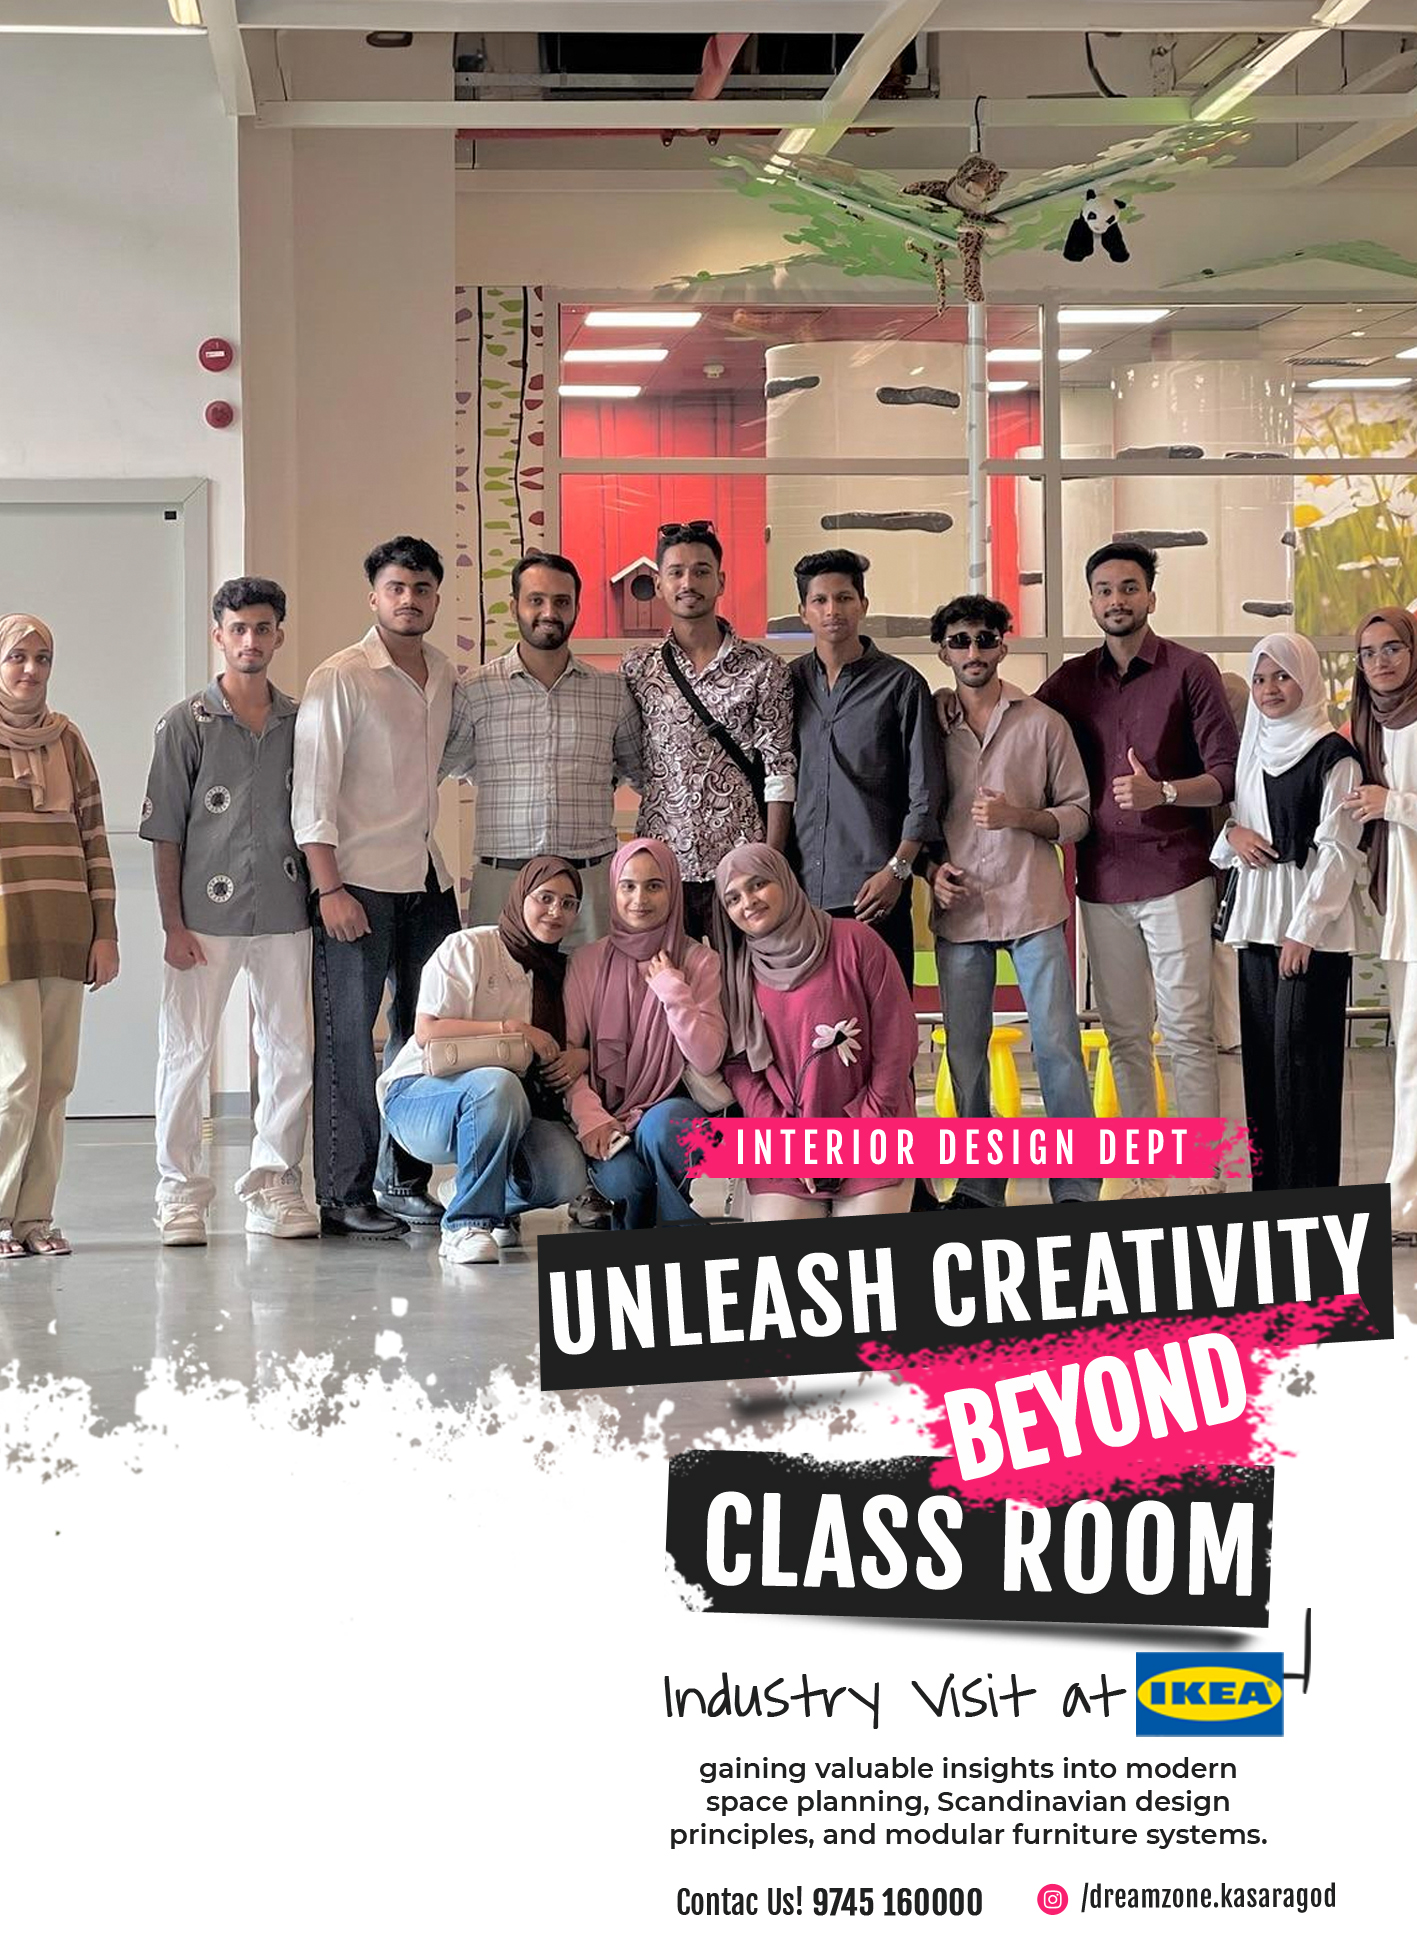 INTERIOR DESIGN DEPT
UNLEASH CREATIVITY
BEYOND
CLASS ROOM
Industry Visit at IKEA
gaining valuable insights into modern
space planning, Scandinavian design
principles, and modular furniture systems.
Contac Us! 9745 160000
/dreamzone.kasaragod